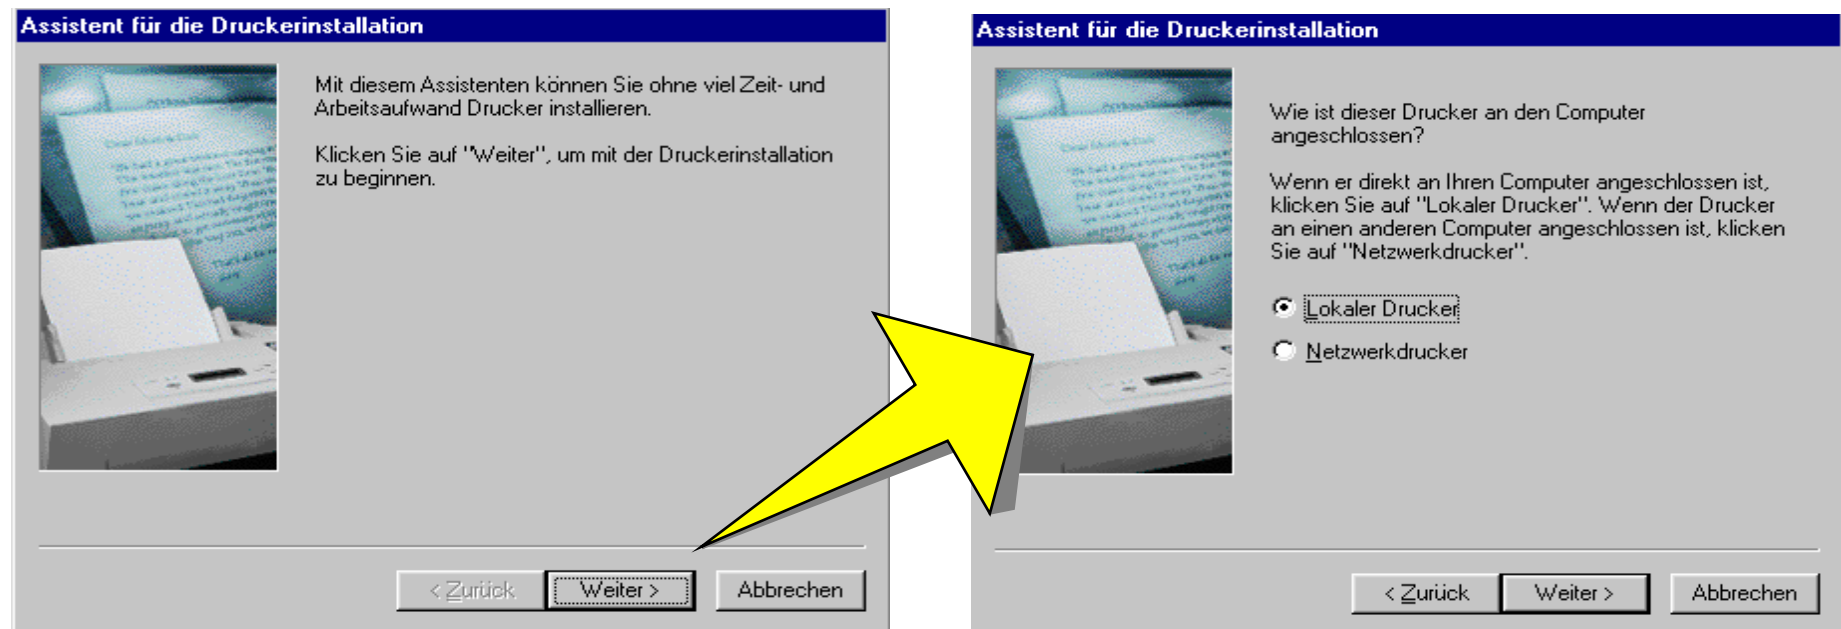 Assistent für die Druckerinstallation
Mit diesem Assistenten können Sie ohne viel Zeit- und
Arbeitsaufwand Drucker installieren.
Klicken Sie auf "Weiter", um mit der Druckerinstallation
zu beginnen.
< Zurück
Weiter >
Abbrechen
Assistent für die Druckerinstallation
Wie ist dieser Drucker an den Computer
angeschlossen?
Wenn er direkt an Ihren Computer angeschlossen ist,
klicken Sie auf "Lokaler Drucker". Wenn der Drucker
an einen anderen Computer angeschlossen ist, klicken
Sie auf "Netzwerkdrucker".
Lokaler Drucker
Netzwerkdrucker
< Zurück
Weiter >
Abbrechen